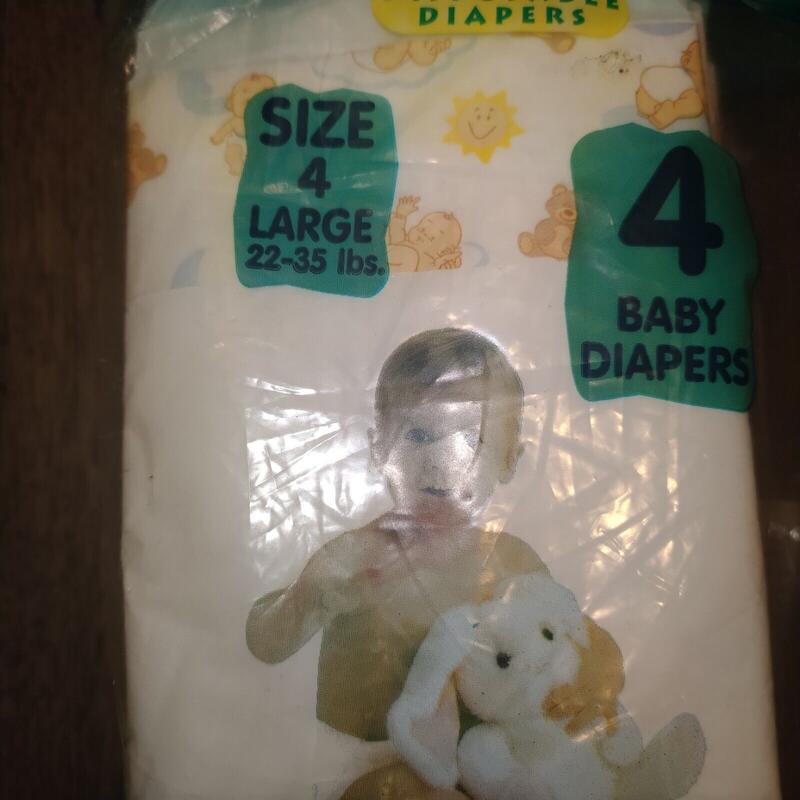 DIAPERS
SIZE
4
LARGE
22-35 lbs.
4
BABY
DIAPERS